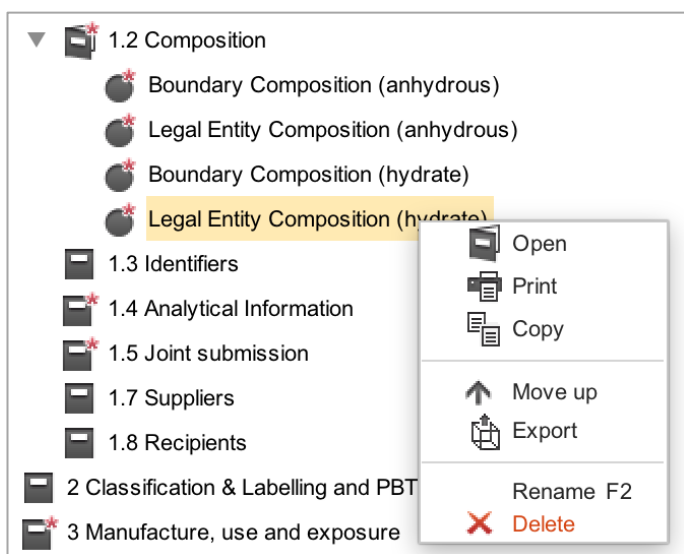 1.2 Composition
Boundary Composition (anhydrous)
Legal Entity Composition (anhydrous)
Boundary Composition (hydrate)
Legal Entity Composition (hydrate)
1.3 Identifiers
1.4 Analytical Information
1.5 Joint submission
1.7 Suppliers
1.8 Recipients
2 Classification & Labelling and PBT
3 Manufacture, use and exposure
Open
Print
Copy
Move up
Export
Rename F2
Delete